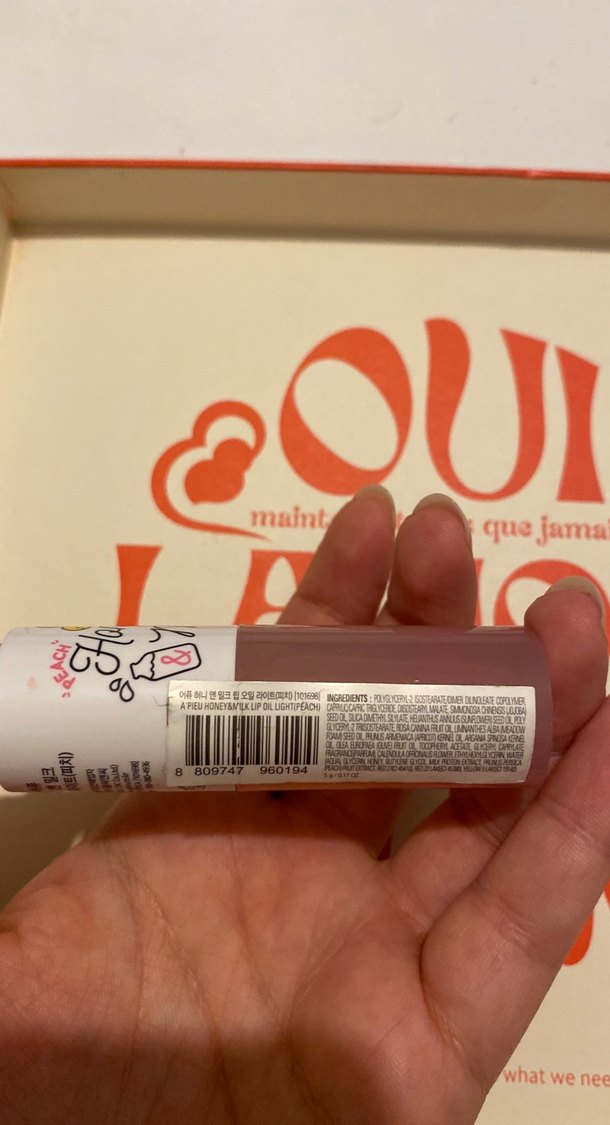 OUI
maint que jamai
"PEACH"
&
어퓨 허니 앤 밀크 립 오일 라이트(피치) [101698]
A PIEU HONEY&M'ILK LIP OIL LIGHT(PEACH)
8 809747 960194
INGREDIENTS : POLYGLYCERYL-2 ISOSTEARATE/DIMER DILINOLEATE COPOLYMER,
CAPRYLIC/CAPRIC TRIGLYCERIDE, DIISOSTEARYL MALATE, SIMMONDSIA CHINENSIS (JOJOBA)
SEED OIL, SILICA DIMETHYL SILYLATE, HELIANTHUS ANNUUS (SUNFLOWER) SEED OIL, POLY
GLYCERYL-2 TRIISOSTEARATE, ROSA CANINA FRUIT OIL, LIMNANTHES ALBA (MEADOW
FOAM) SEED OIL, PRUNUS ARMENIACA (APRICOT) KERNEL OIL, ARGANIA SPINOSA KERNEL
OIL, OLEA EUROPAEA (OLIVE) FRUIT OIL, TOCOPHERYL ACETATE, GLYCERYL CAPRYLATE,
FRAGRANCE(PARFUM), CALENDULA OFFICINALIS FLOWER, ETHYLHEXYLGLYCERIN, WATER
(AQUA), GLYCERIN, HONEY, BUTYLENE GLYCOL, MILK PROTEIN EXTRACT, PRUNUS PERSICA
(PEACH) FRUIT EXTRACT, RED 27(CI 45410), RED 22 LAKE(CI 45380), YELLOW 5 LAKE(CI 19140)
5 g / 0.17 OZ
what we nee